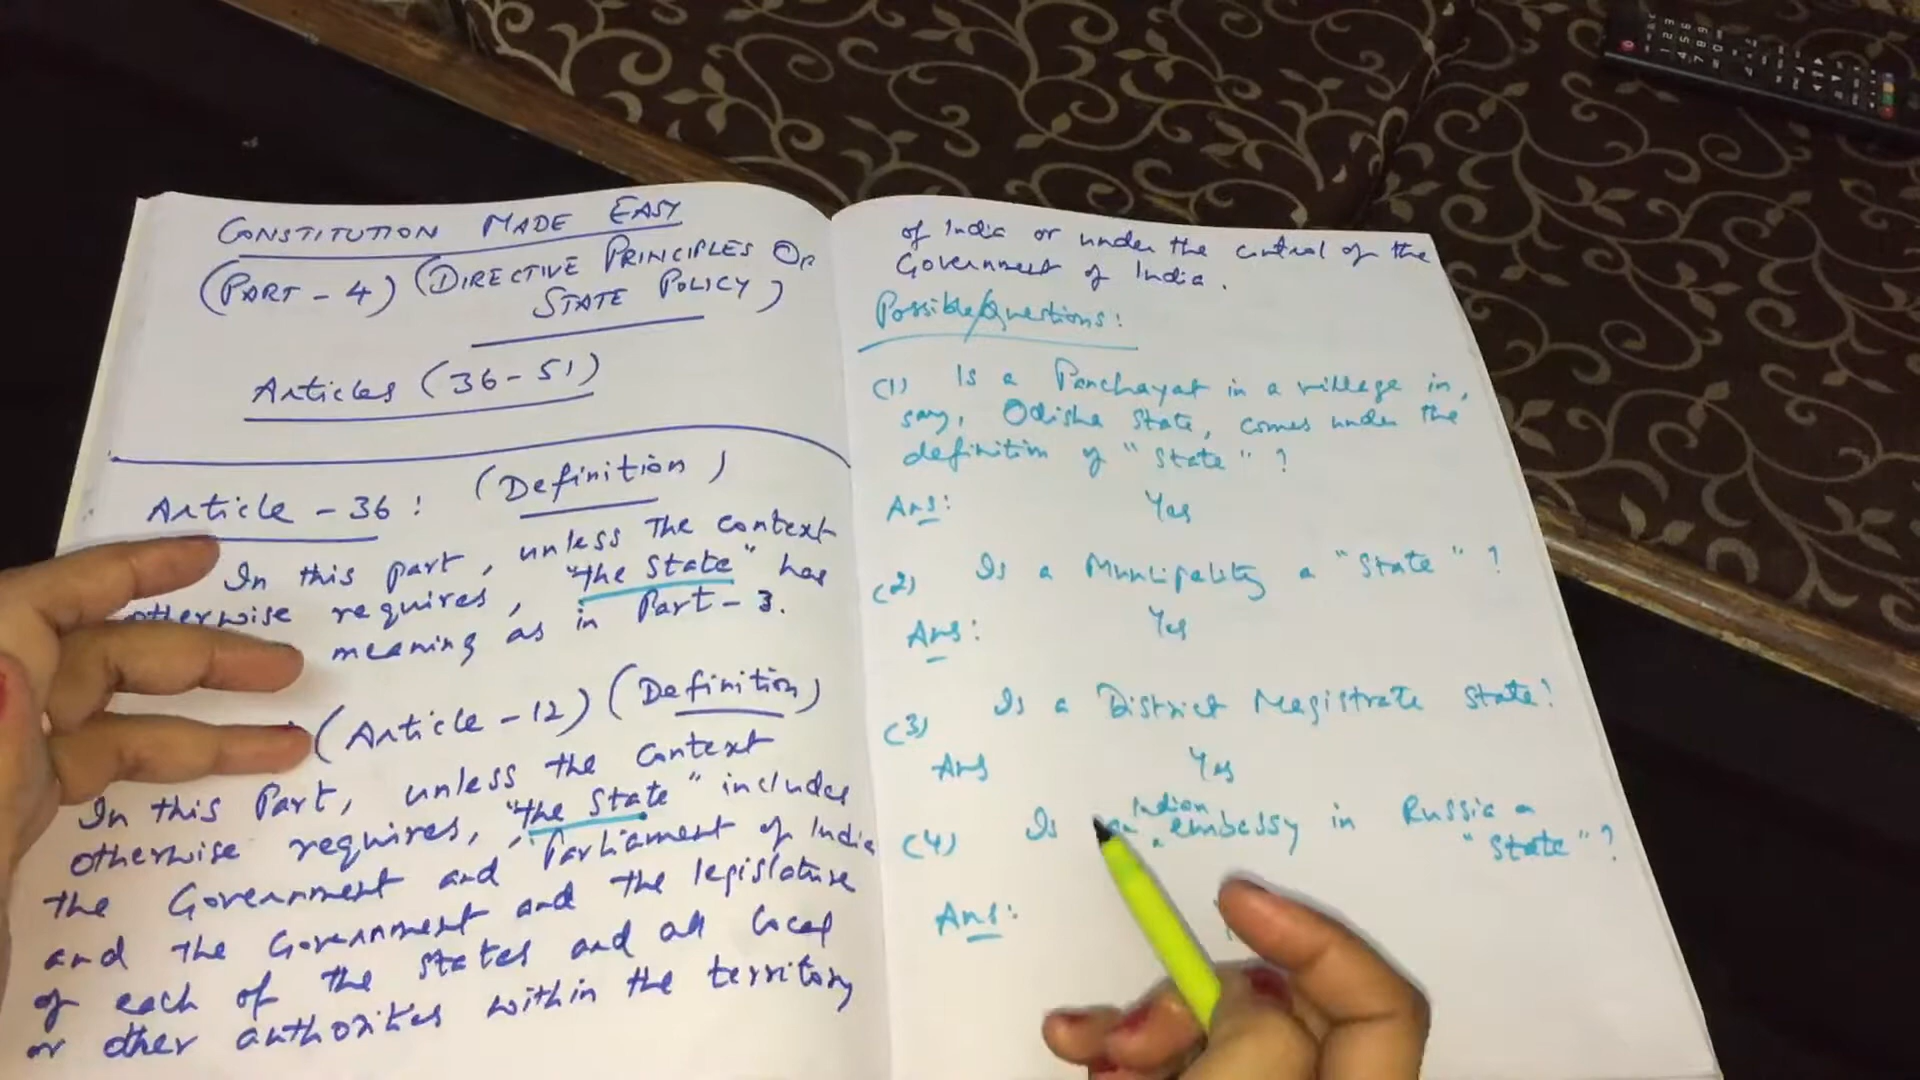 CONSTITUTION MADE EASY
(PART - 4) (DIRECTIVE PRINCIPLES OF
STATE POLICY)
Articles (36-51)
Article - 36: (Definition)
In this part, unless the context
otherwise requires, "the State" has
meaning as in Part - 3.
(Article - 12) (Definition)
In this Part, unless the context
otherwise requires, "the State" includes
the Government and Parliament of India
and the Government and the legislature
of each of the states and all local
or other authorities within the territory
of India or under the control of the
Government of India.
Possible/Questions:
(1) Is a Panchayat in a village in,
say, Odisha State, comes under the
definition of "State"?
Ans: Yes
(2) Is a Municipality a "State"?
Ans: Yes
(3) Is a District Magistrate State?
Ans Yes
(4) Is Indian embessy in Russia a
"State"?
Ans: